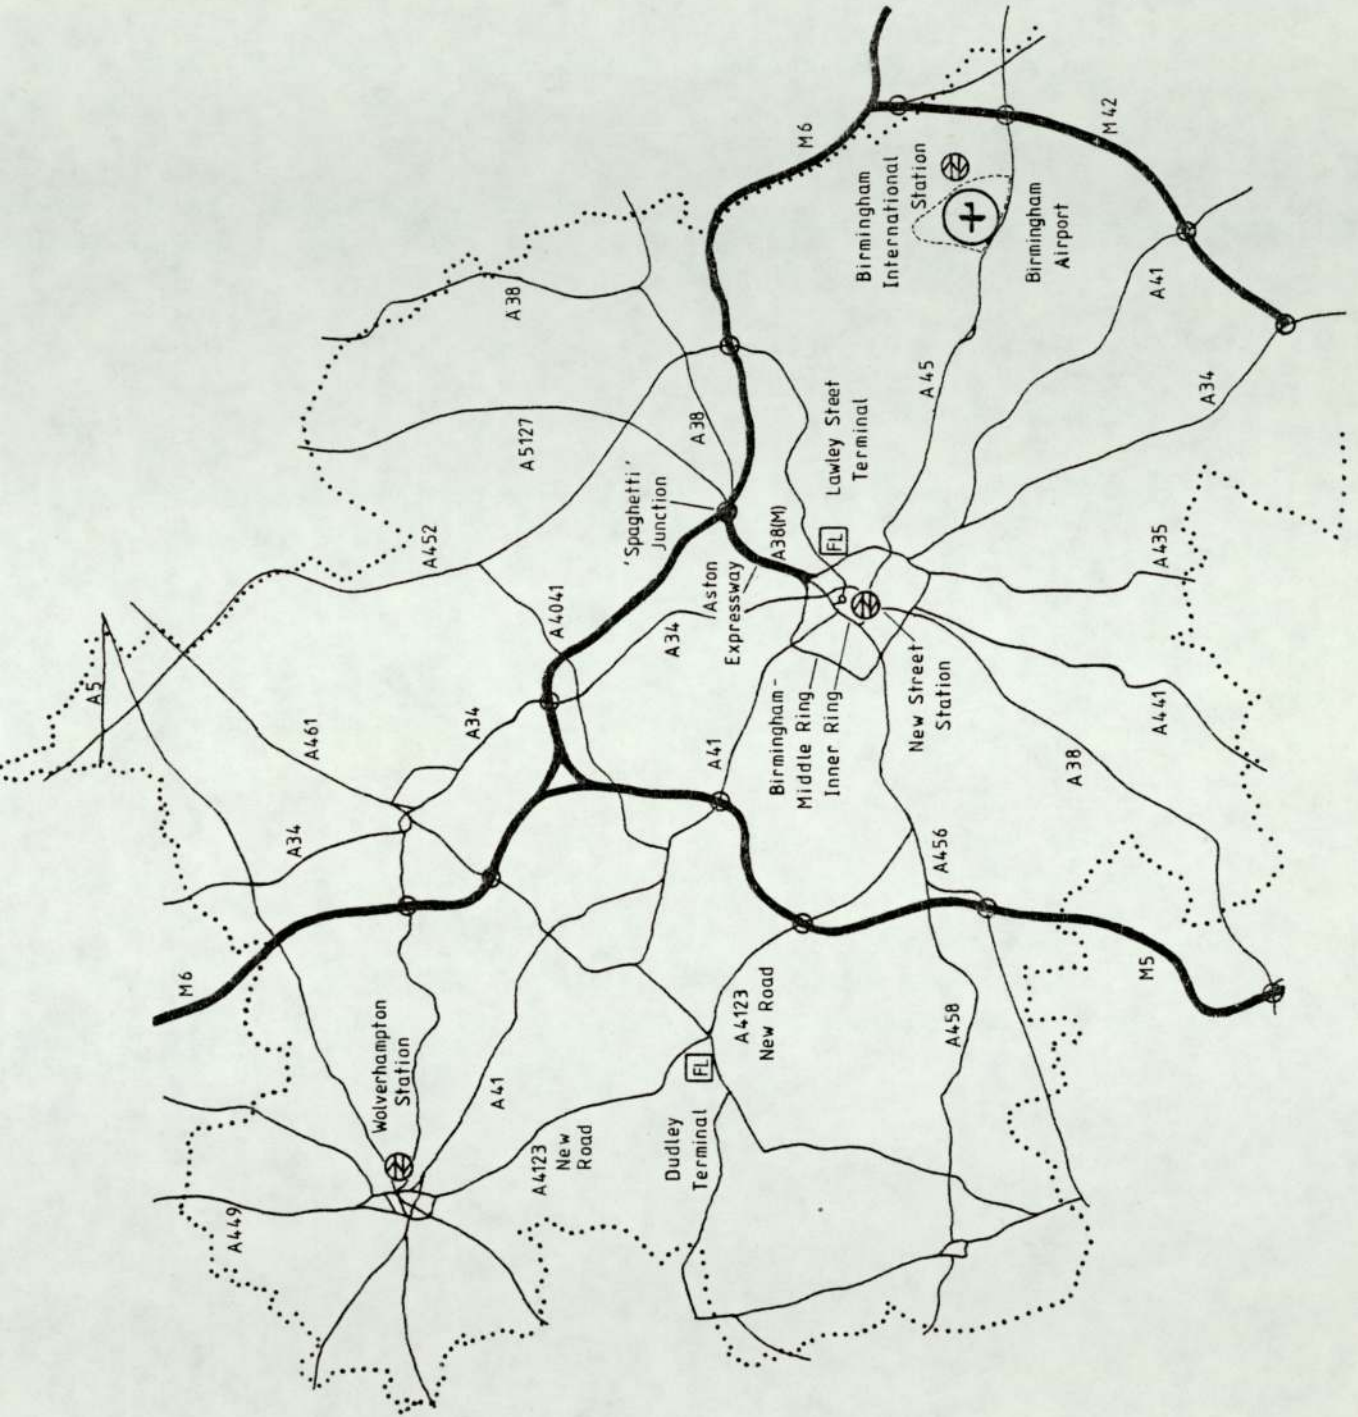 A5
M6
A449
A34
A461
Wolverhampton
Station
A452
A34
A41
A38
A5127
A4123
New
Road
A4041
'Spaghetti'
Junction
Dudley
Terminal
FL
A34
A38
A41
Aston
Expressway
A4123
New Road
A38(M)
Birmingham-
Middle Ring
Inner Ring
M6
Lawley Steet
Terminal
FL
Birmingham
International
Station
New Street
Station
A45
A456
A458
Birmingham
Airport
A38
M42
M5
A441
A435
A41
A34